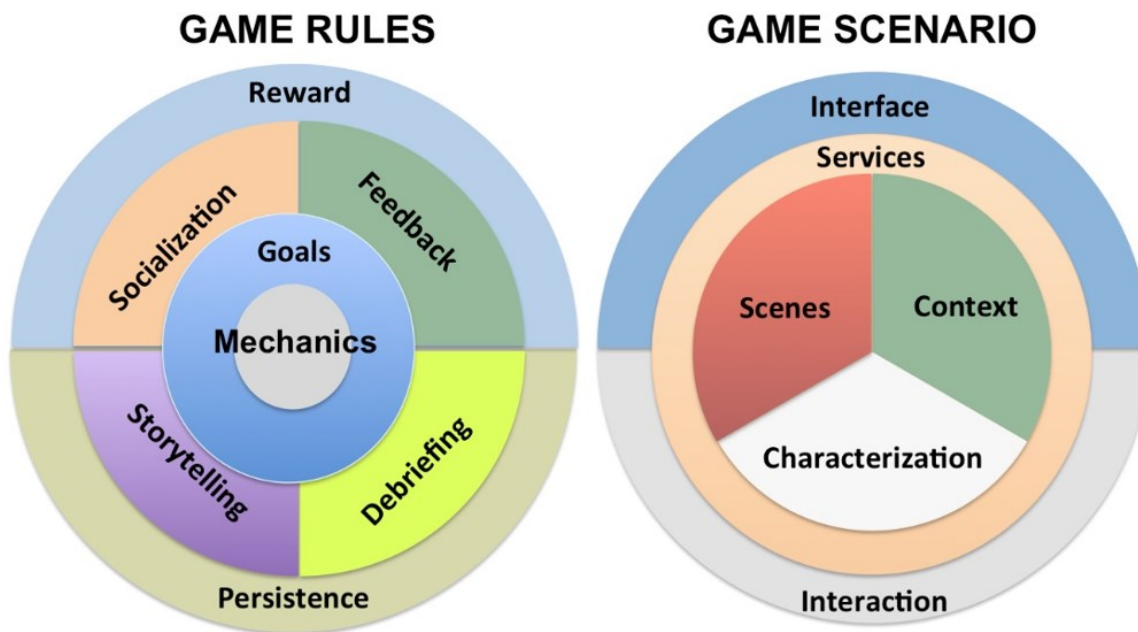 GAME RULES
Reward
Socialization
Feedback
Goals
Mechanics
Storytelling
Debriefing
Persistence
GAME SCENARIO
Interface
Services
Scenes
Context
Characterization
Interaction